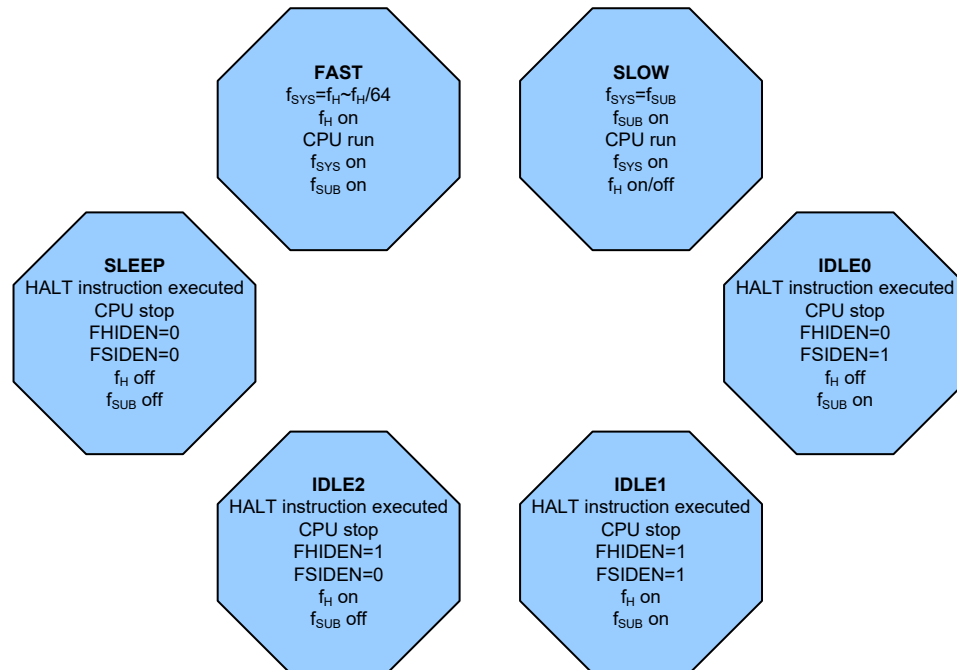 FAST
fSYS=fH~fH/64
fH on
CPU run
fSYS on
fSUB on
SLOW
fSYS=fSUB
fSUB on
CPU run
fSYS on
fH on/off
SLEEP
HALT instruction executed
CPU stop
FHIDEN=0
FSIDEN=0
fH off
fSUB off
IDLE0
HALT instruction executed
CPU stop
FHIDEN=0
FSIDEN=1
fH off
fSUB on
IDLE2
HALT instruction executed
CPU stop
FHIDEN=1
FSIDEN=0
fH on
fSUB off
IDLE1
HALT instruction executed
CPU stop
FHIDEN=1
FSIDEN=1
fH on
fSUB on